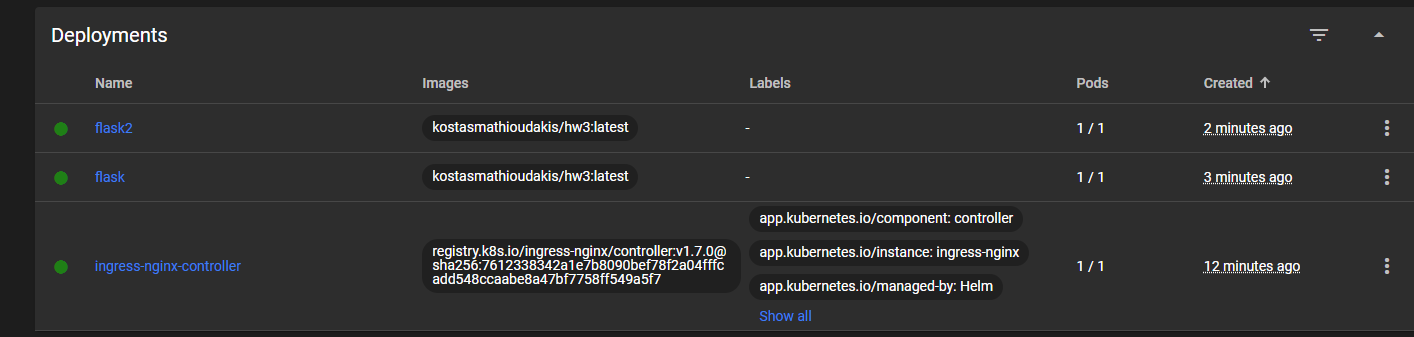 Deployments
Name Images Labels Pods Created
flask2 kostasmathioudakis/hw3:latest - 1 / 1 2 minutes ago
flask kostasmathioudakis/hw3:latest - 1 / 1 3 minutes ago
app.kubernetes.io/component: controller
registry.k8s.io/ingress-nginx/controller:v1.7.0@
app.kubernetes.io/instance: ingress-nginx
ingress-nginx-controller sha256:7612338342a1e7b8090bef78f2a04fffc 1 / 1 12 minutes ago
add548ccaabe8a47bf7758ff549a5f7
app.kubernetes.io/managed-by: Helm
Show all